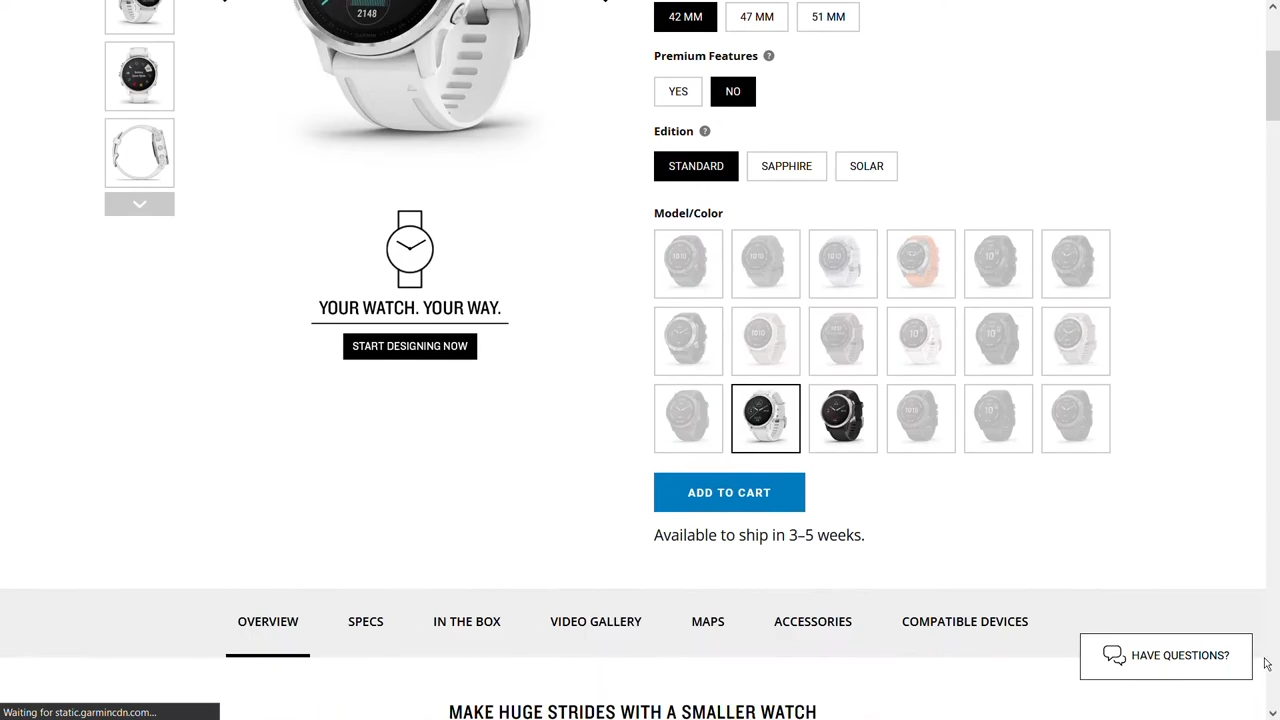 2148
42 MM
47 MM
51 MM
Premium Features ?
YES
NO
Edition ?
STANDARD
SAPPHIRE
SOLAR
Model/Color
YOUR WATCH. YOUR WAY.
START DESIGNING NOW
ADD TO CART
Available to ship in 3–5 weeks.
OVERVIEW
SPECS
IN THE BOX
VIDEO GALLERY
MAPS
ACCESSORIES
COMPATIBLE DEVICES
HAVE QUESTIONS?
Waiting for static.garmincdn.com...
MAKE HUGE STRIDES WITH A SMALLER WATCH